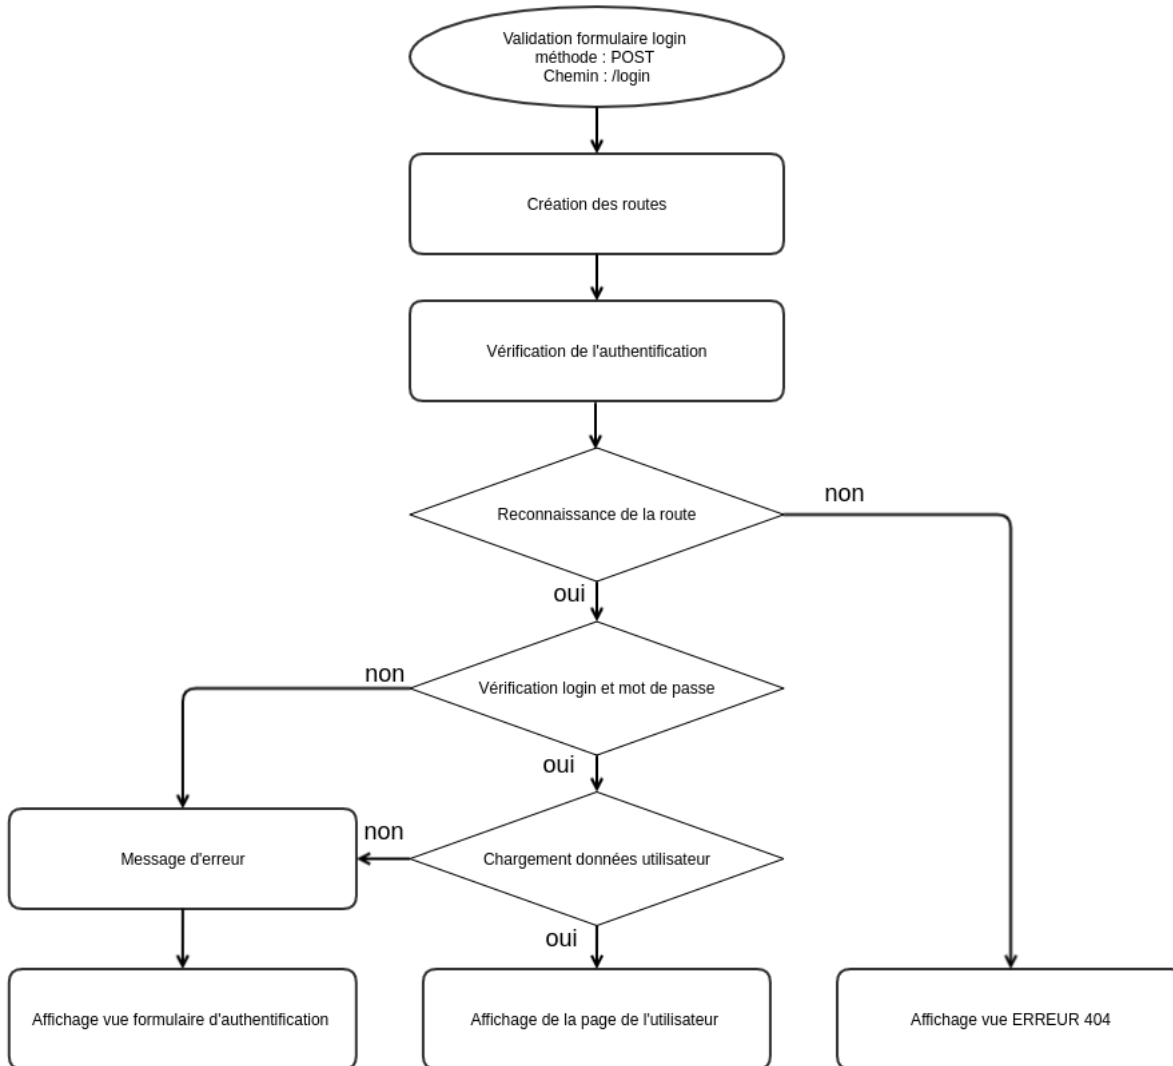 Validation formulaire login
méthode : POST
Chemin : /login
Création des routes
Vérification de l'authentification
Reconnaissance de la route
non
oui
Vérification login et mot de passe
non
oui
Message d'erreur
non
Chargement données utilisateur
oui
Affichage vue formulaire d'authentification
Affichage de la page de l'utilisateur
Affichage vue ERREUR 404